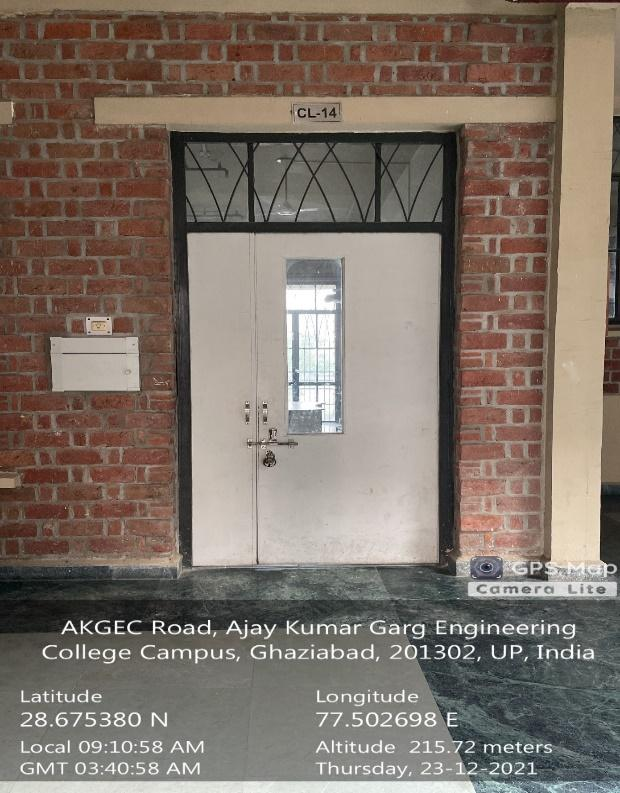 CL-14
GPS Map
Camera Lite
AKGEC Road, Ajay Kumar Garg Engineering
College Campus, Ghaziabad, 201302, UP, India
Latitude
28.675380 N
Longitude
77.502698 E
Local 09:10:58 AM
GMT 03:40:58 AM
Altitude 215.72 meters
Thursday, 23-12-2021